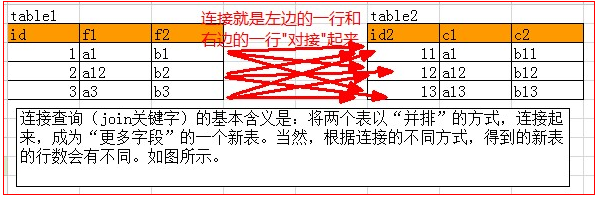 连接就是左边的一行和
右边的一行"对接"起来
table1 table2
id f1 f2 id2 c1 c2
1 a1 b1 11 a1 b11
2 a12 b2 12 a12 b12
3 a3 b3 13 a13 b13
连接查询（join关键字）的基本含义是：将两个表以“并排”的方式，连接起
来，成为“更多字段”的一个新表。当然，根据连接的不同方式，得到的新表
的行数会有不同。如图所示。